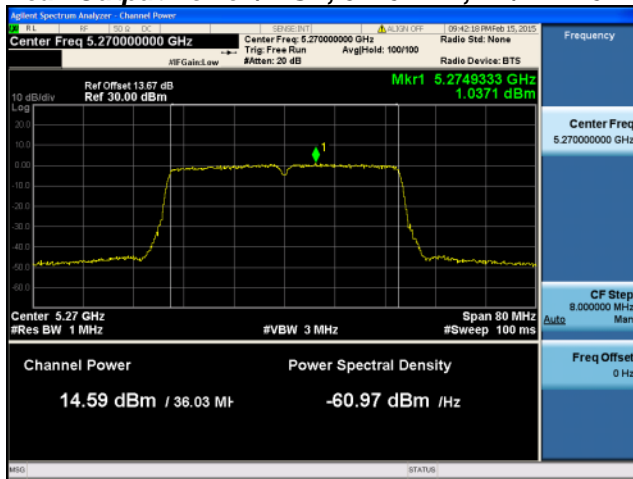 Agilent Spectrum Analyzer - Channel Power
RL RF 50 Ω DC SENSE:INT ALIGN OFF 09:42:18 PM Feb 15, 2015
Center Freq 5.270000000 GHz
Center Freq: 5.270000000 GHz
Radio Std: None
Trig: Free Run Avg|Hold: 100/100
#IFGain:Low #Atten: 20 dB Radio Device: BTS
Frequency
Ref Offset 13.67 dB
10 dB/div Ref 30.00 dBm
Mkr1 5.2749333 GHz
1.0371 dBm
Log
20.0
10.0
0.00
-10.0
-20.0
-30.0
-40.0
-50.0
-60.0
1
Center Freq
5.270000000 GHz
Center 5.27 GHz Span 80 MHz
#Res BW 1 MHz #VBW 3 MHz #Sweep 100 ms
CF Step
8.000000 MHz
Auto Man
Channel Power Power Spectral Density
14.59 dBm / 36.03 MH -60.97 dBm /Hz
Freq Offset
0 Hz
MSG STATUS